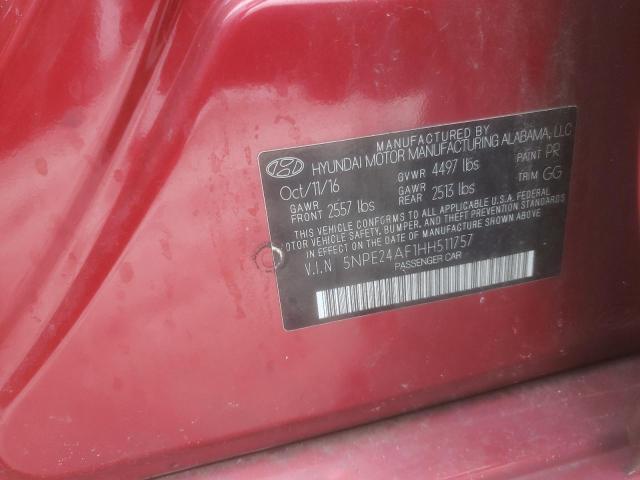 MANUFACTURED BY
HYUNDAI MOTOR MANUFACTURING ALABAMA, LLC
Oct/11/16 GVWR 4497 lbs PAINT PR
GAWR FRONT 2557 lbs GAWR REAR 2513 lbs TRIM GG
THIS VEHICLE CONFORMS TO ALL APPLICABLE U.S.A. FEDERAL
MOTOR VEHICLE SAFETY, BUMPER, AND THEFT PREVENTION STANDARDS
IN EFFECT ON THE DATE OF MANUFACTURE SHOWN ABOVE.
V.I.N 5NPE24AF1HH511757
PASSENGER CAR